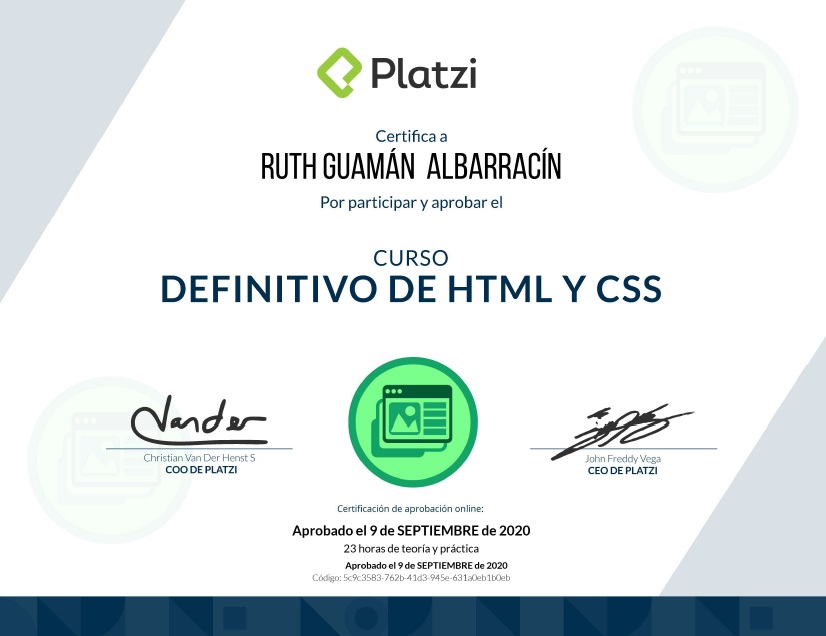 Platzi
Certifica a
RUTH GUAMÁN ALBARRACÍN
Por participar y aprobar el
CURSO
DEFINITIVO DE HTML Y CSS
Vander
Christian Van Der Henst S
COO DE PLATZI
John Freddy Vega
CEO DE PLATZI
Certificación de aprobación online:
Aprobado el 9 de SEPTIEMBRE de 2020
23 horas de teoría y práctica
Aprobado el 9 de SEPTIEMBRE de 2020
Código: 5c9c3583-762b-41d3-945e-631a0eb1b0eb